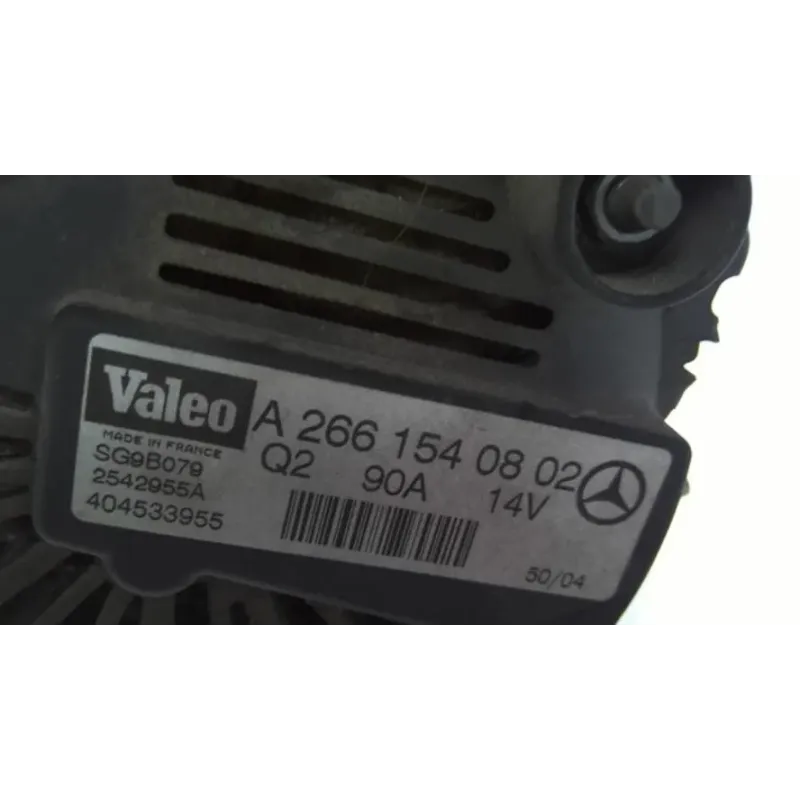 Valeo
MADE IN FRANCE
A 266 154 08 02
SG9B079
Q2 90A 14V
2542955A
404533955
50/04